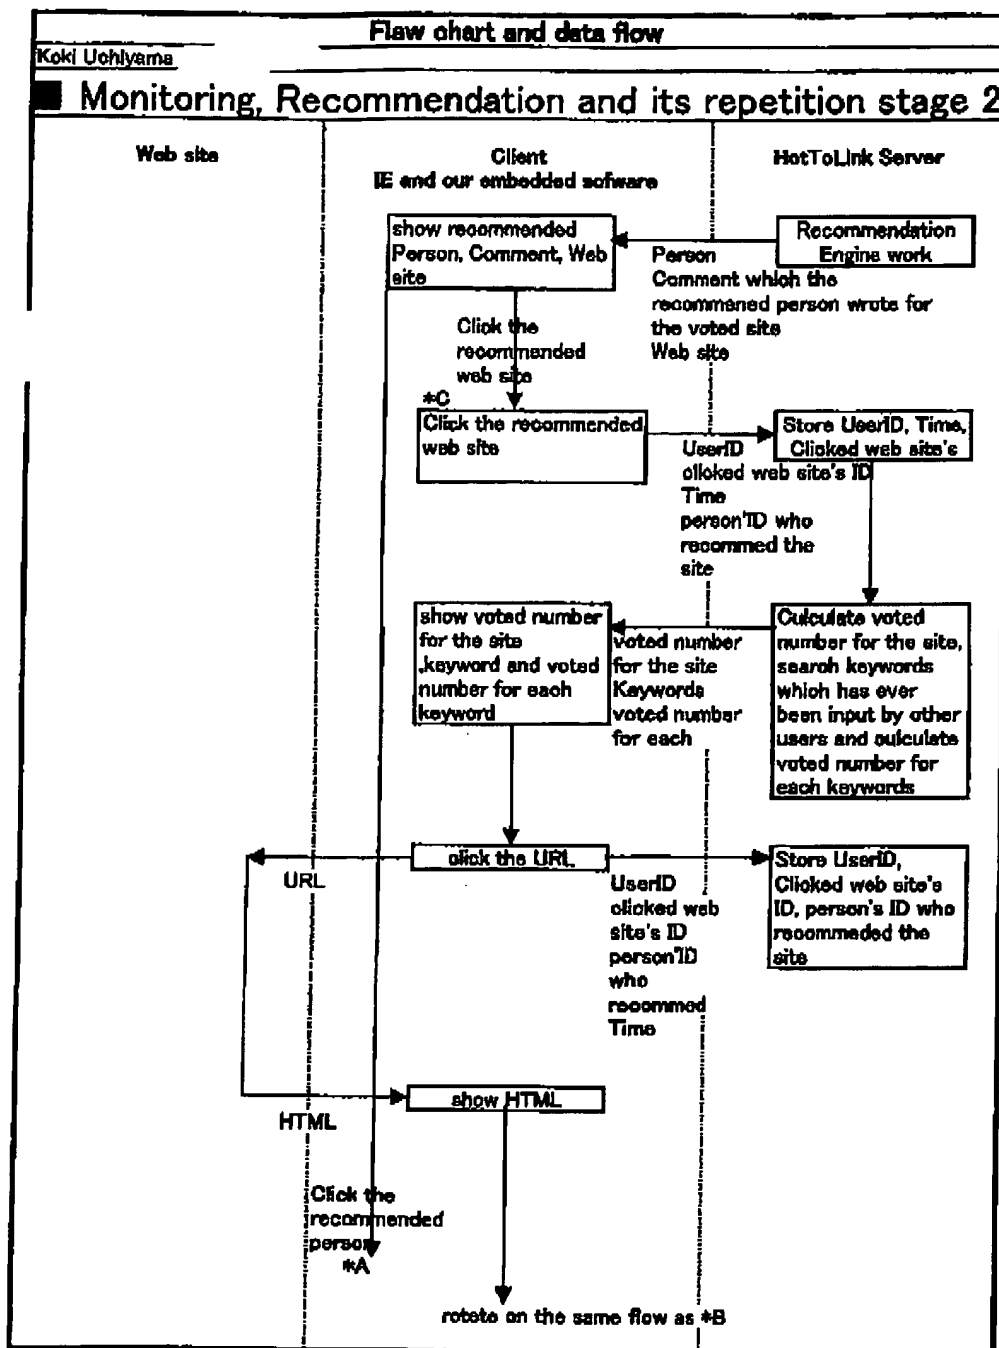 Flaw chart and data flow
Koki Uchiyama
■ Monitoring, Recommendation and its repetition stage 2
Web site
Client
IE and our embedded sofware
HotToLink Server
show recommended
Person, Comment, Web
site
Recommendation
Engine work
Person
Comment which the
recommened person wrote for
the voted site
Web site
Click the
recommended
web site
*C
Click the recommended
web site
Store UserID, Time,
Clicked web site's
UserID
clicked web site's ID
Time
person'ID who
recommed the
site
show voted number
for the site
,keyword and voted
number for each
keyword
voted number
for the site
Keywords
voted number
for each
Culculate voted
number for the site,
search keywords
which has ever
been input by other
users and culculate
voted number for
each keywords
click the URL
URL
UserID
clicked web
site's ID
person'ID
who
recommed
Time
Store UserID,
Clicked web site's
ID, person's ID who
recommeded the
site
show HTML
HTML
Click the
recommended
person
*A
rotete on the same flow as *B